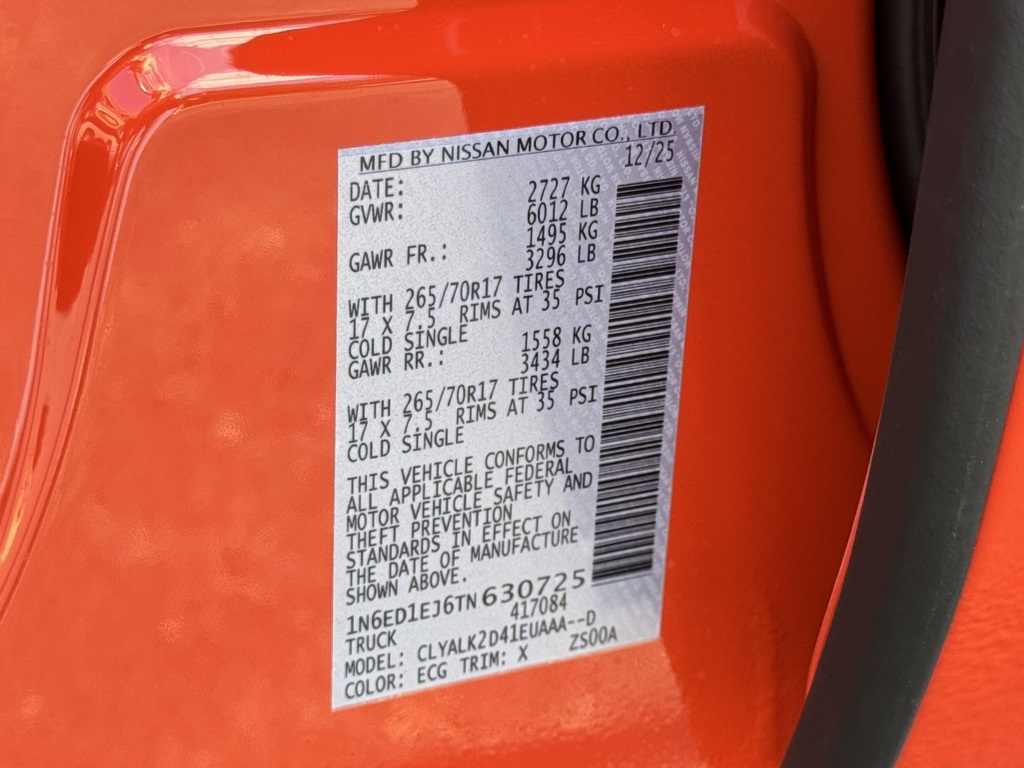 MFD BY NISSAN MOTOR CO., LTD.
DATE: 12/25
GVWR: 2727 KG
6012 LB
GAWR FR.: 1495 KG
3296 LB
WITH 265/70R17 TIRES
17 X 7.5 RIMS AT 35 PSI
COLD SINGLE
GAWR RR.: 1558 KG
3434 LB
WITH 265/70R17 TIRES
17 X 7.5 RIMS AT 35 PSI
COLD SINGLE
THIS VEHICLE CONFORMS TO
ALL APPLICABLE FEDERAL
MOTOR VEHICLE SAFETY AND
THEFT PREVENTION
STANDARDS IN EFFECT ON
THE DATE OF MANUFACTURE
SHOWN ABOVE.
1N6ED1EJ6TN630725
TRUCK 417084
MODEL: CLYALK2D41EUAAA--D
COLOR: ECG TRIM: X ZS00A